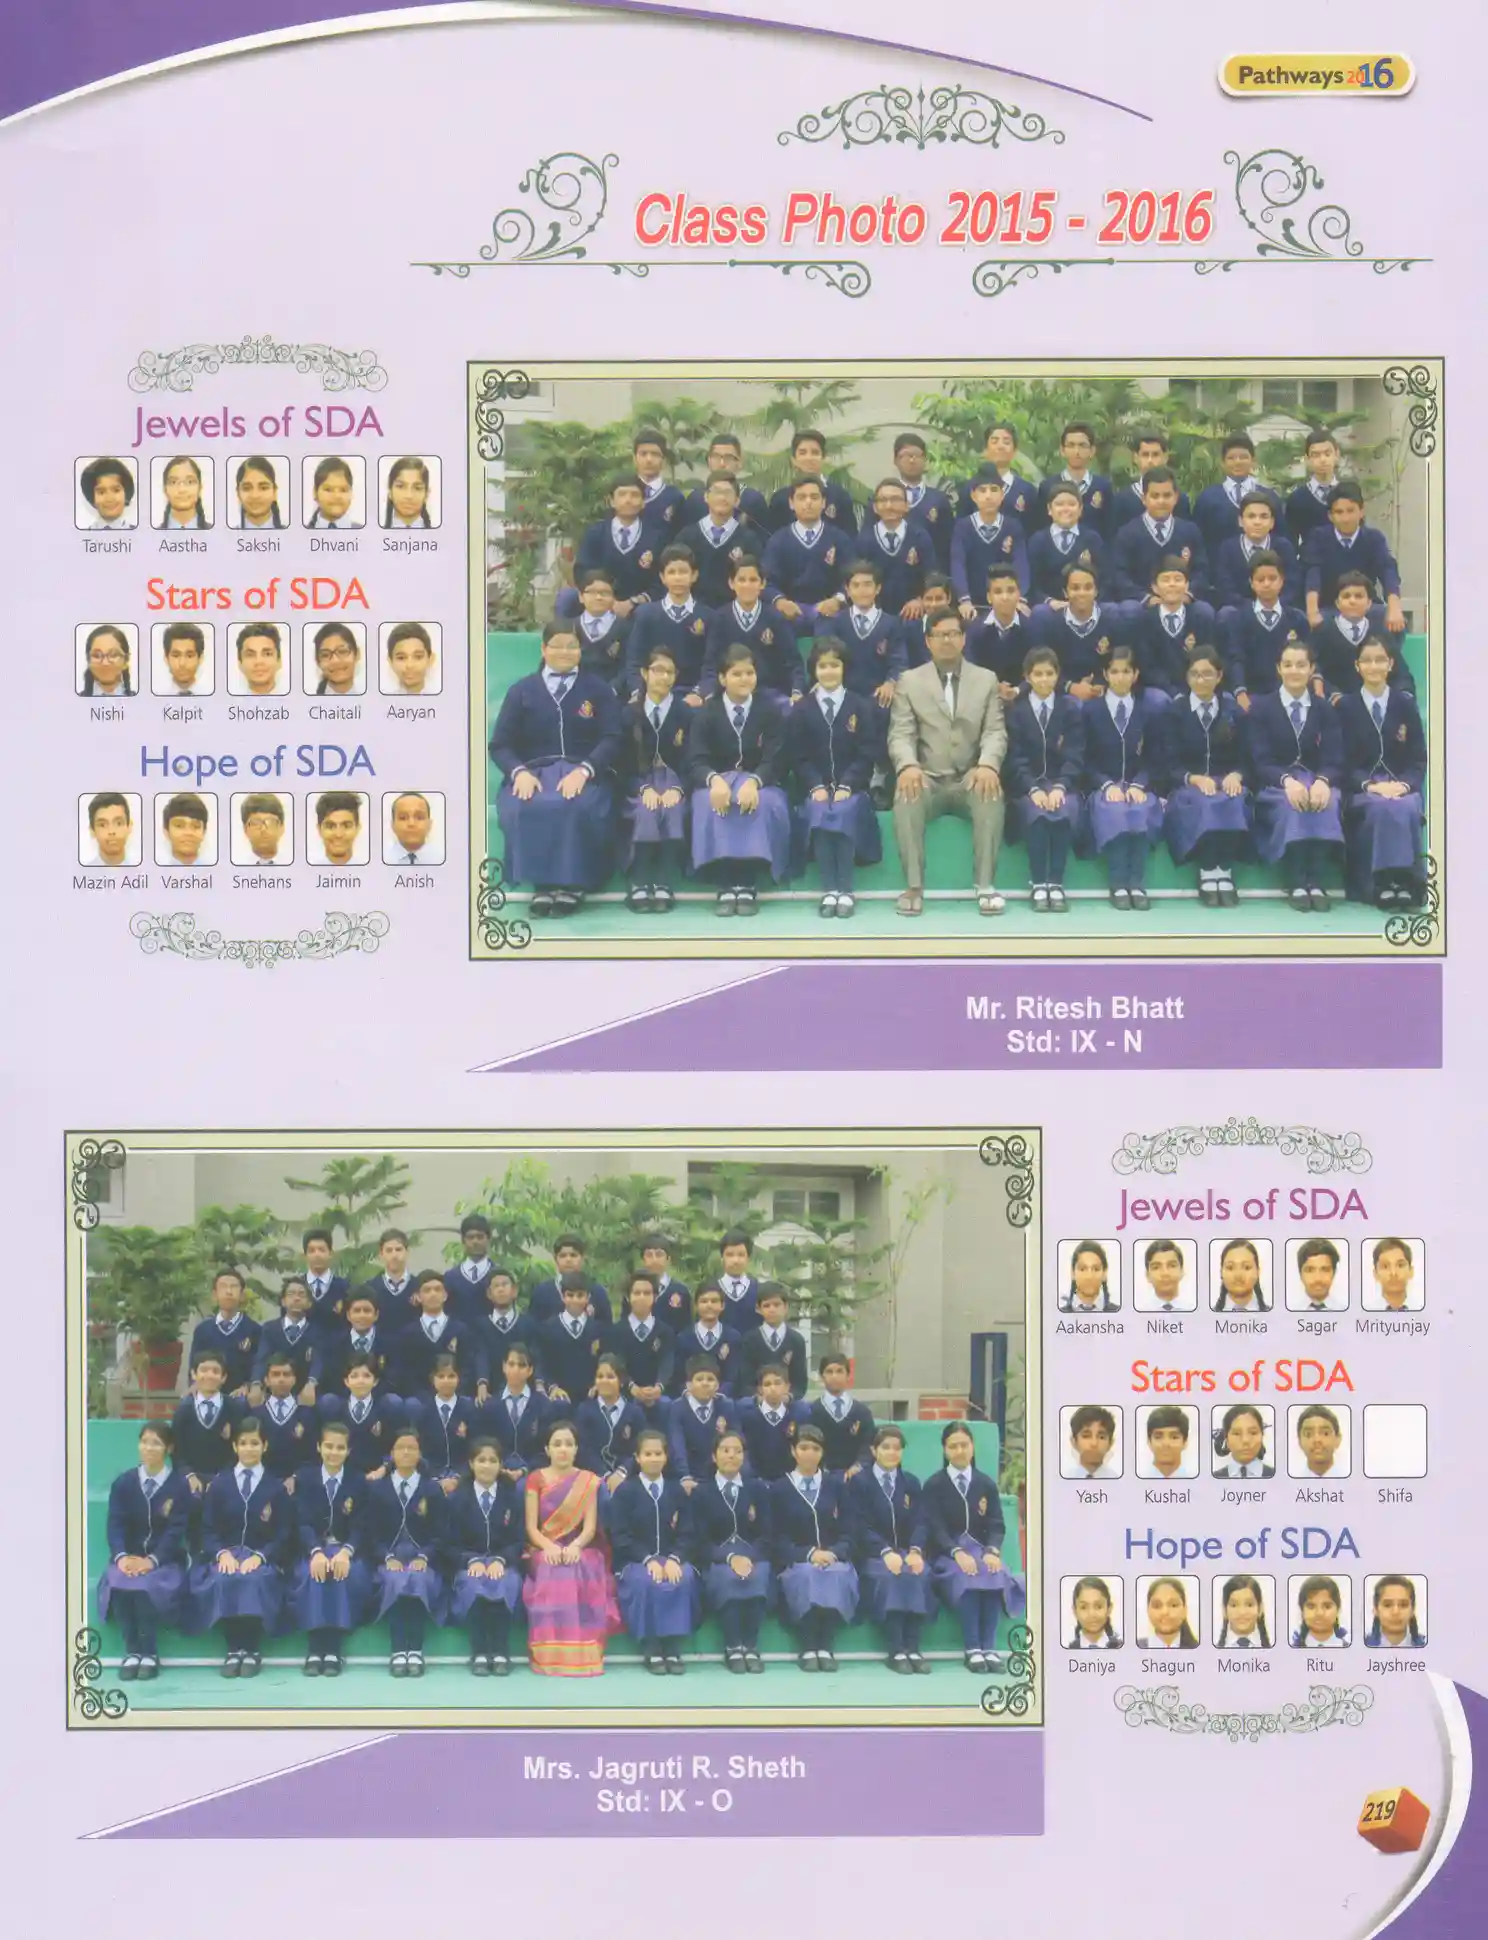 Pathways 2016
Class Photo 2015 - 2016
Jewels of SDA
Tarushi Aastha Sakshi Dhvani Sanjana
Stars of SDA
Nishi Kalpit Shohzab Chaitali Aaryan
Hope of SDA
Mazin Adil Varshal Snehans Jaimin Anish
Mr. Ritesh Bhatt
Std: IX - N
Jewels of SDA
Aakansha Niket Monika Sagar Mrityunjay
Stars of SDA
Yash Kushal Joyner Akshat Shifa
Hope of SDA
Daniya Shagun Monika Ritu Jayshree
Mrs. Jagruti R. Sheth
Std: IX - O
219